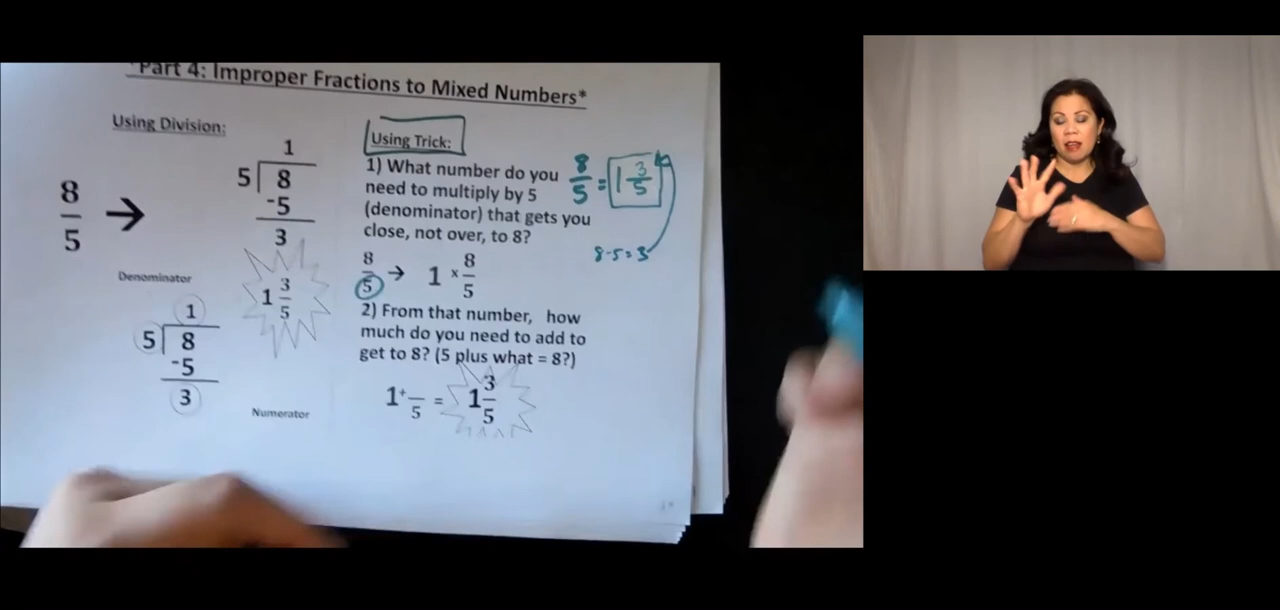 *Part 4: Improper Fractions to Mixed Numbers*
Using Division:
8
5
→
1
5 8
-5
3
1 3/5
Denominator
1
5 8
-5
3
Numerator
Using Trick:
1) What number do you
need to multiply by 5
(denominator) that gets you
close, not over, to 8?
8/5 = 1 3/5
8-5=3
8/5 → 1 × 8/5
2) From that number, how
much do you need to add to
get to 8? (5 plus what = 8?)
1 + /5 = 1 3/5